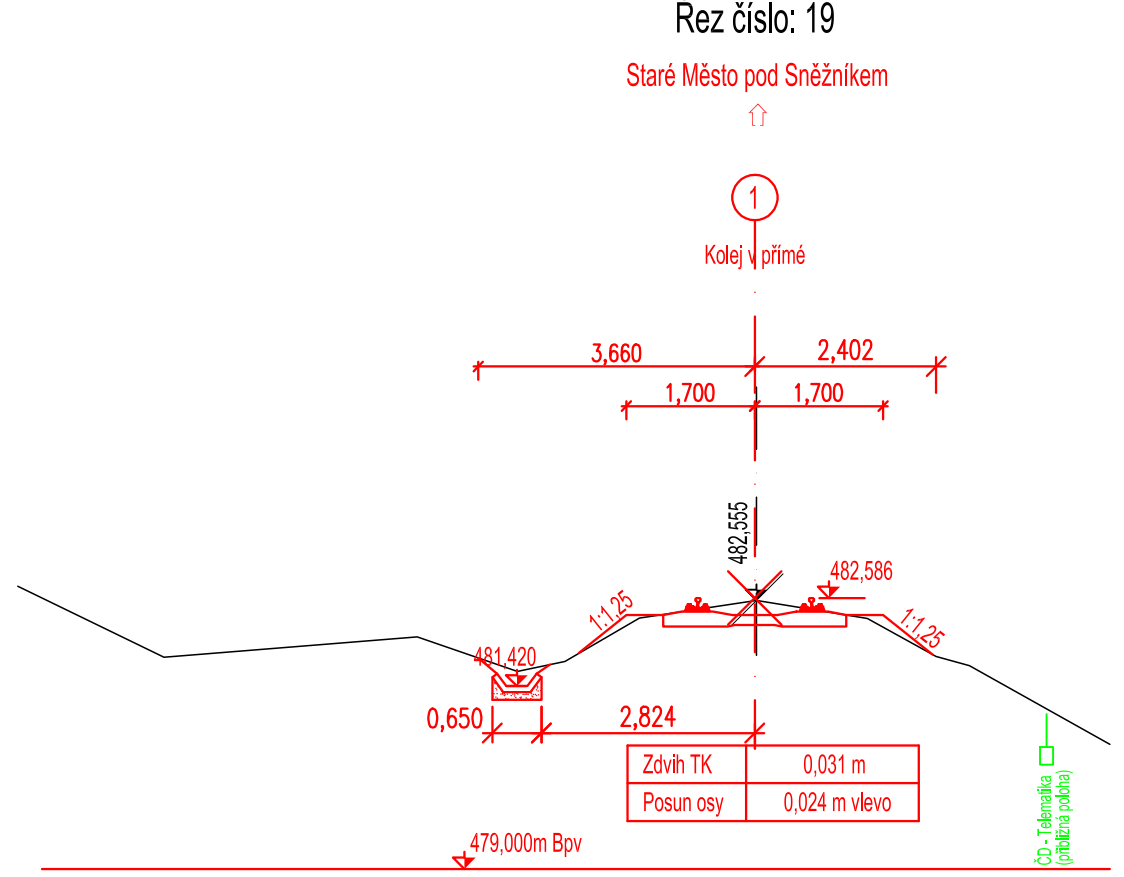 Rez číslo: 19
Staré Město pod Sněžníkem
1
Kolej v přímé
3,660
2,402
1,700
1,700
482,555
482,586
1:1,25
1:1,25
481,420
0,650
2,824
Zdvih TK 0,031 m
Posun osy 0,024 m vlevo
ČD - Telematika
(přibližná poloha)
479,000m Bpv